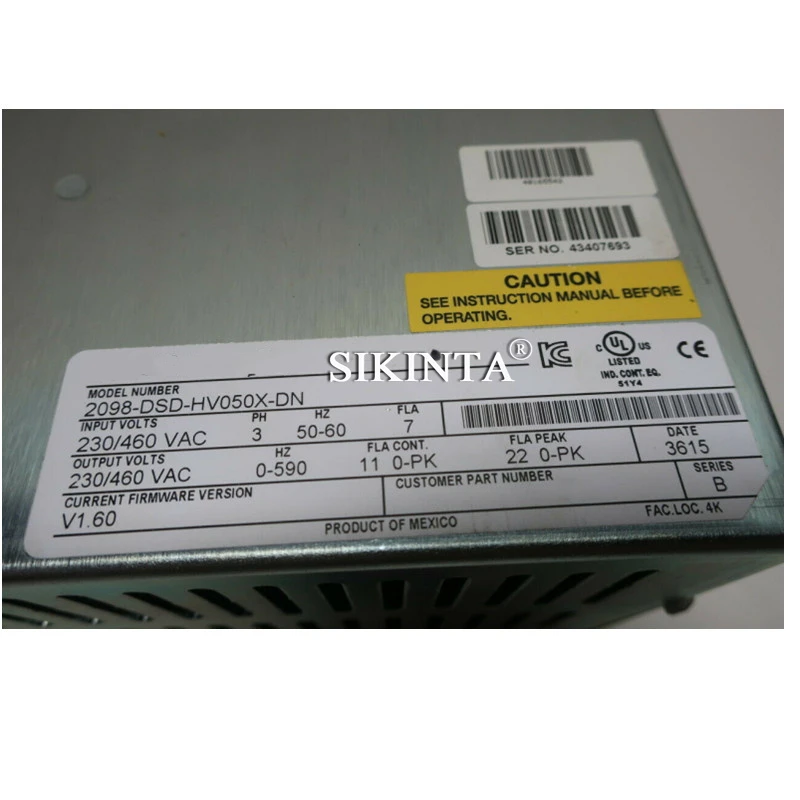 SER NO. 43407693
CAUTION
SEE INSTRUCTION MANUAL BEFORE
OPERATING.
SIKINTA®
C UL US
LISTED
IND. CONT. EQ.
51Y4
CE
MODEL NUMBER
2098-DSD-HV050X-DN
INPUT VOLTS PH HZ FLA
230/460 VAC 3 50-60 7
OUTPUT VOLTS HZ FLA CONT. FLA PEAK DATE
230/460 VAC 0-590 11 0-PK 22 0-PK 3615
CURRENT FIRMWARE VERSION CUSTOMER PART NUMBER SERIES
V1.60 B
PRODUCT OF MEXICO FAC.LOC. 4K